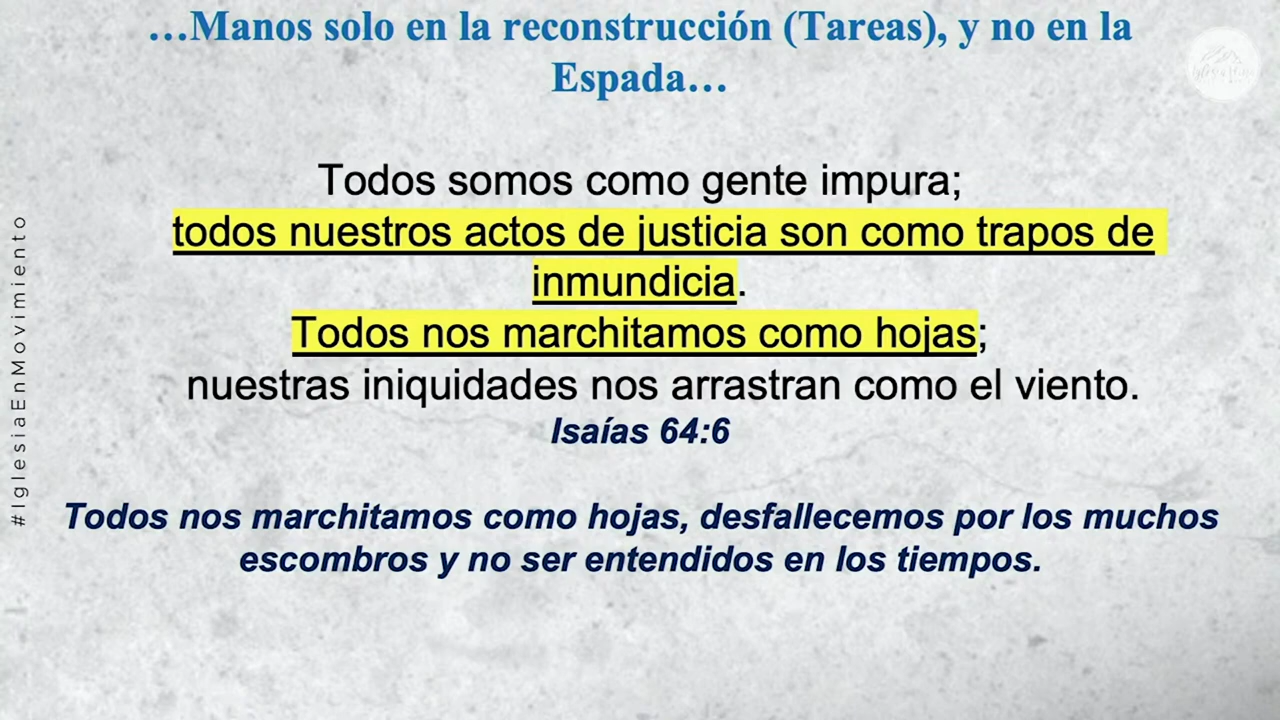 …Manos solo en la reconstrucción (Tareas), y no en la
Espada…
Todos somos como gente impura;
todos nuestros actos de justicia son como trapos de
inmundicia.
Todos nos marchitamos como hojas;
nuestras iniquidades nos arrastran como el viento.
Isaías 64:6
Todos nos marchitamos como hojas, desfallecemos por los muchos
escombros y no ser entendidos en los tiempos.
#IglesiaEnMovimiento